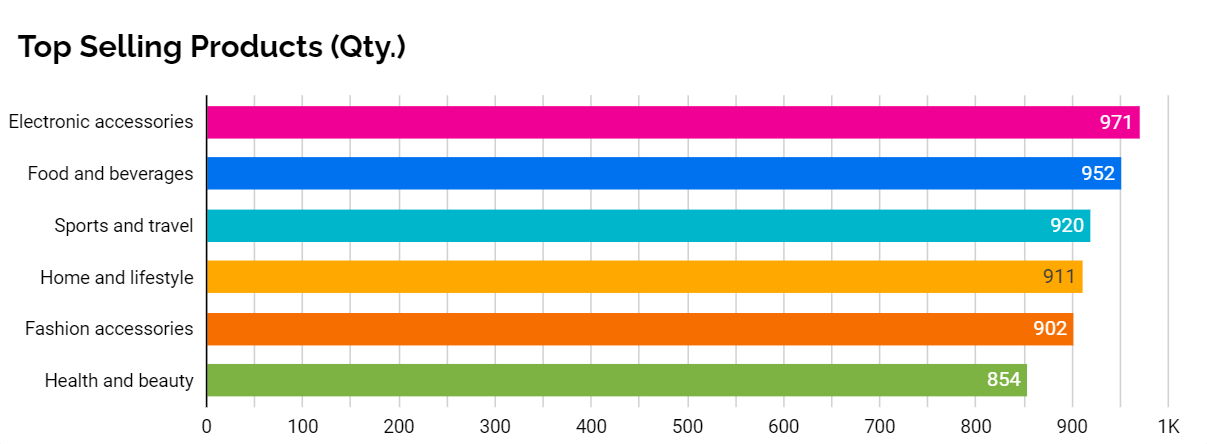 Top Selling Products (Qty.)
Electronic accessories 971
Food and beverages 952
Sports and travel 920
Home and lifestyle 911
Fashion accessories 902
Health and beauty 854
0 100 200 300 400 500 600 700 800 900 1K